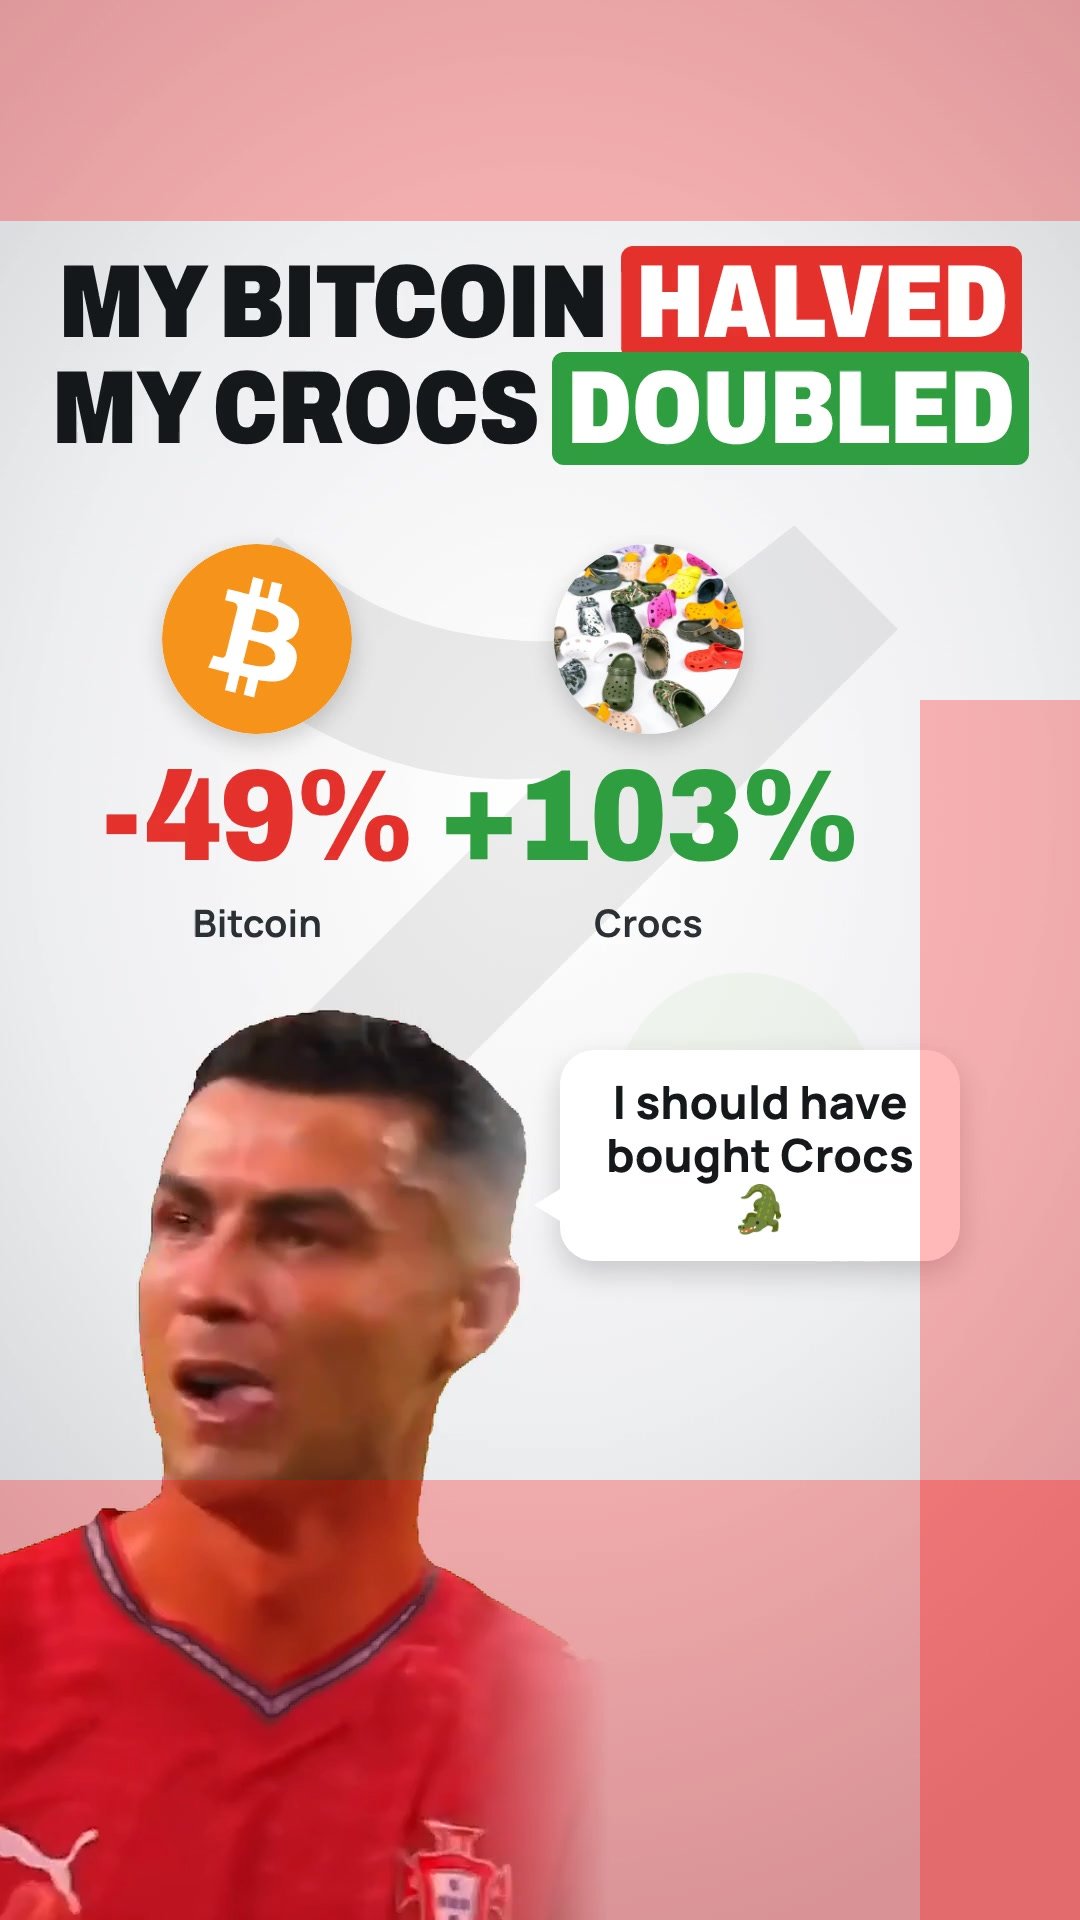 MY BITCOIN HALVED
MY CROCS DOUBLED
-49% +103%
Bitcoin Crocs
I should have
bought Crocs
🐊